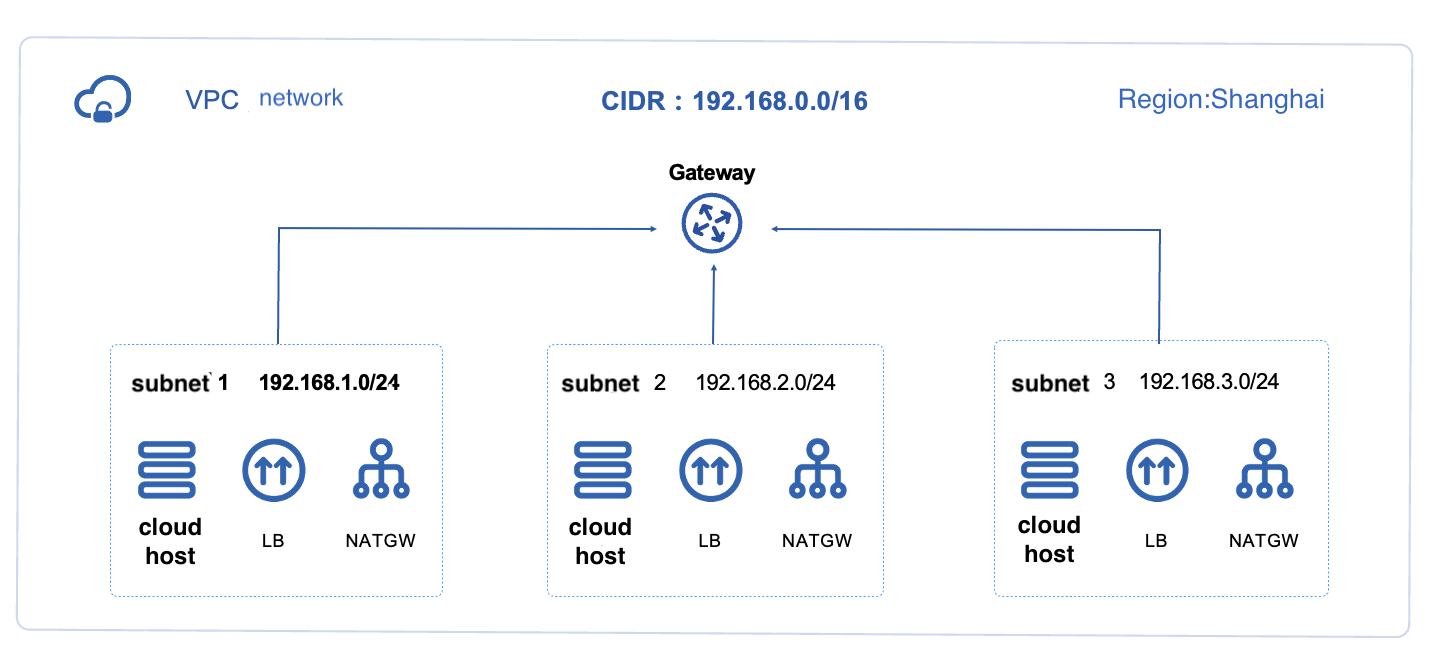 VPC network
CIDR：192.168.0.0/16
Region:Shanghai
Gateway
subnet 1 192.168.1.0/24
cloud
host
LB
NATGW
subnet 2 192.168.2.0/24
cloud
host
LB
NATGW
subnet 3 192.168.3.0/24
cloud
host
LB
NATGW